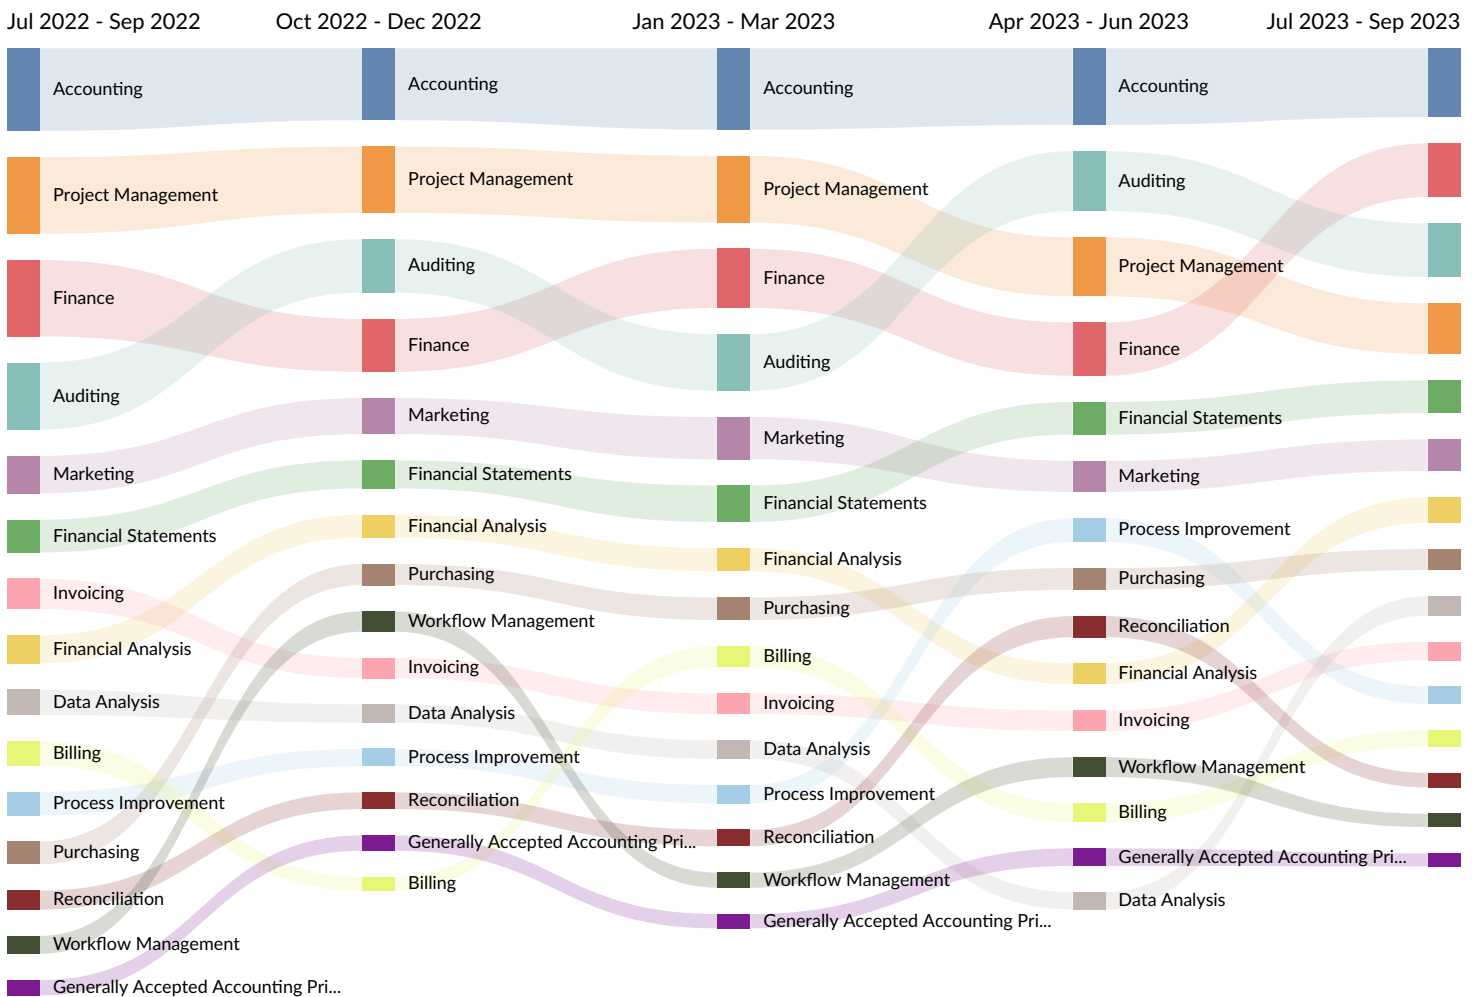 Jul 2022 - Sep 2022
Oct 2022 - Dec 2022
Jan 2023 - Mar 2023
Apr 2023 - Jun 2023
Jul 2023 - Sep 2023
Accounting
Project Management
Finance
Auditing
Marketing
Financial Statements
Invoicing
Financial Analysis
Data Analysis
Billing
Process Improvement
Purchasing
Reconciliation
Workflow Management
Generally Accepted Accounting Pri...
Accounting
Project Management
Auditing
Finance
Marketing
Financial Statements
Financial Analysis
Purchasing
Workflow Management
Invoicing
Data Analysis
Process Improvement
Reconciliation
Generally Accepted Accounting Pri...
Billing
Accounting
Project Management
Finance
Auditing
Marketing
Financial Statements
Financial Analysis
Purchasing
Billing
Invoicing
Data Analysis
Process Improvement
Reconciliation
Workflow Management
Generally Accepted Accounting Pri...
Accounting
Auditing
Project Management
Finance
Financial Statements
Marketing
Process Improvement
Purchasing
Reconciliation
Financial Analysis
Invoicing
Workflow Management
Billing
Generally Accepted Accounting Pri...
Data Analysis